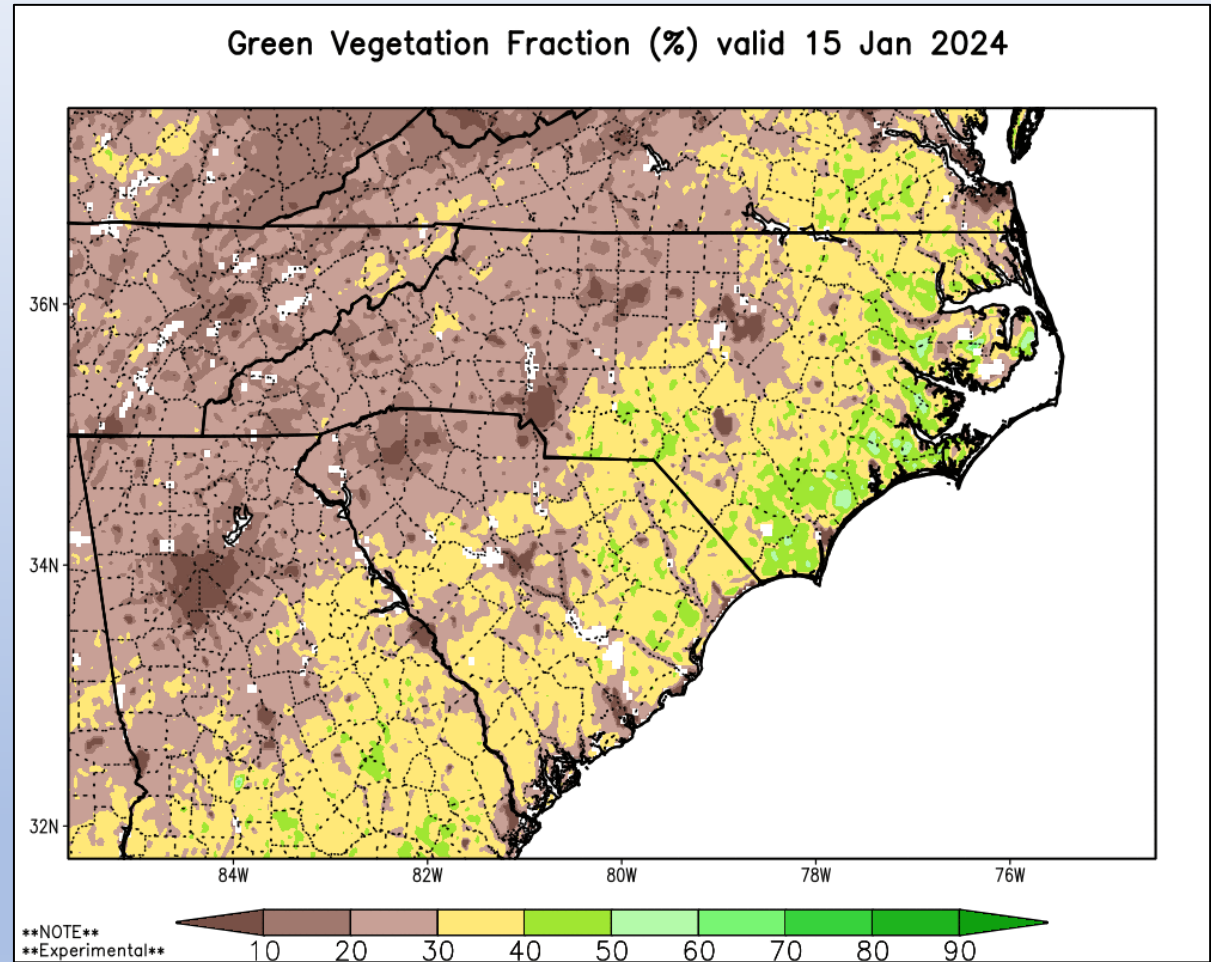 Green Vegetation Fraction (%) valid 15 Jan 2024
36N
34N
32N
84W 82W 80W 78W 76W
**NOTE**
**Experimental**
10 20 30 40 50 60 70 80 90